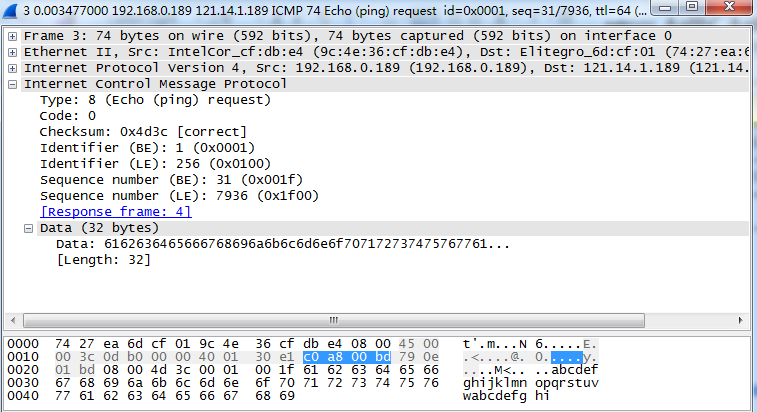 3 0.003477000 192.168.0.189 121.14.1.189 ICMP 74 Echo (ping) request id=0x0001, seq=31/7936, ttl=64 (...
Frame 3: 74 bytes on wire (592 bits), 74 bytes captured (592 bits) on interface 0
Ethernet II, Src: IntelCor_cf:db:e4 (9c:4e:36:cf:db:e4), Dst: Elitegro_6d:cf:01 (74:27:ea:6
Internet Protocol Version 4, Src: 192.168.0.189 (192.168.0.189), Dst: 121.14.1.189 (121.14.
Internet Control Message Protocol
Type: 8 (Echo (ping) request)
Code: 0
Checksum: 0x4d3c [correct]
Identifier (BE): 1 (0x0001)
Identifier (LE): 256 (0x0100)
Sequence number (BE): 31 (0x001f)
Sequence number (LE): 7936 (0x1f00)
[Response frame: 4]
Data (32 bytes)
Data: 6162636465666768696a6b6c6d6e6f707172737475767761...
[Length: 32]
0000 74 27 ea 6d cf 01 9c 4e 36 cf db e4 08 00 45 00 t'.m...N 6.....E.
0010 00 3c 0d b0 00 00 40 01 30 e1 c0 a8 00 bd 79 0e .<....@. 0.....y.
0020 01 bd 08 00 4d 3c 00 01 00 1f 61 62 63 64 65 66 ....M<.. ..abcdef
0030 67 68 69 6a 6b 6c 6d 6e 6f 70 71 72 73 74 75 76 ghijklmn opqrstuv
0040 77 61 62 63 64 65 66 67 68 69 wabcdefg hi